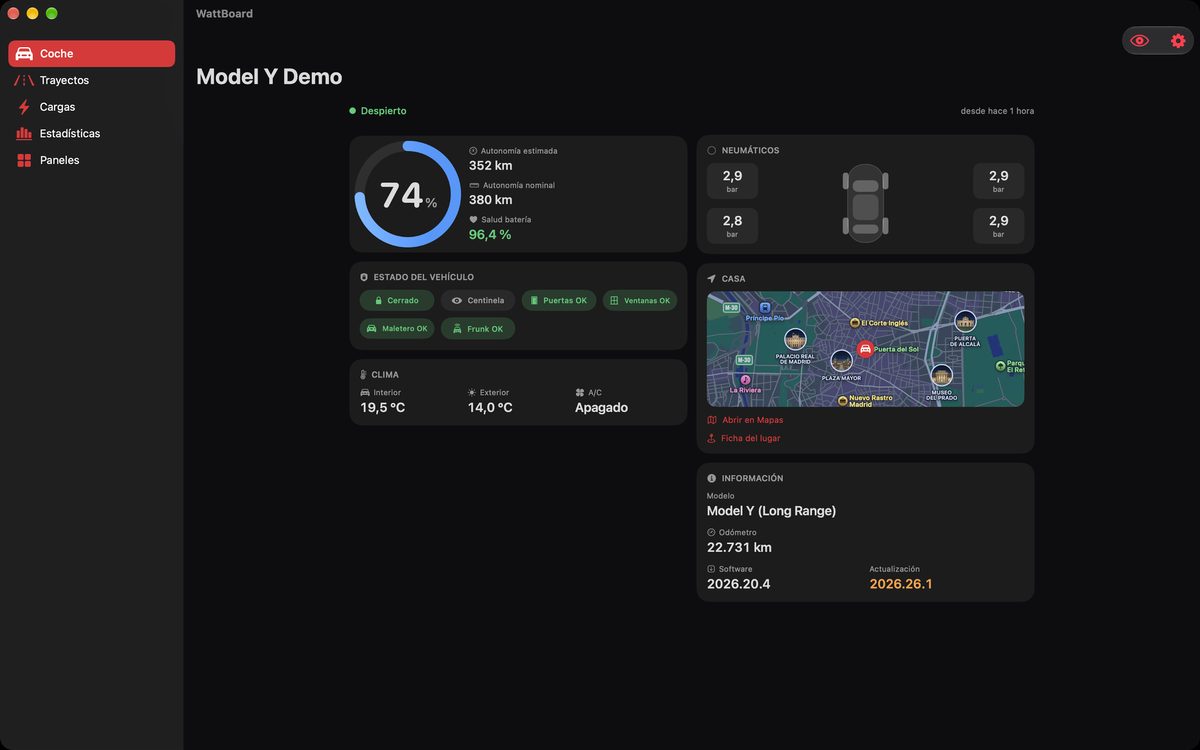 WattBoard
Coche
Trayectos
Cargas
Estadísticas
Paneles
Model Y Demo
Despierto
desde hace 1 hora
74%
Autonomía estimada
352 km
Autonomía nominal
380 km
Salud batería
96,4 %
ESTADO DEL VEHÍCULO
Cerrado
Centinela
Puertas OK
Ventanas OK
Maletero OK
Frunk OK
CLIMA
Interior
19,5 ºC
Exterior
14,0 ºC
A/C
Apagado
NEUMÁTICOS
2,9
bar
2,9
bar
2,8
bar
2,9
bar
CASA
M-30
Príncipe Pío
El Corte Inglés
PUERTA
DE ALCALÁ
PALACIO REAL
DE MADRID
Puerta del Sol
M-30
PLAZA MAYOR
Parqu
El Ret
La Riviera
MUSEO
DEL PRADO
Nuevo Rastro
Madrid
Abrir en Mapas
Ficha del lugar
INFORMACIÓN
Modelo
Model Y (Long Range)
Odómetro
22.731 km
Software
2026.20.4
Actualización
2026.26.1